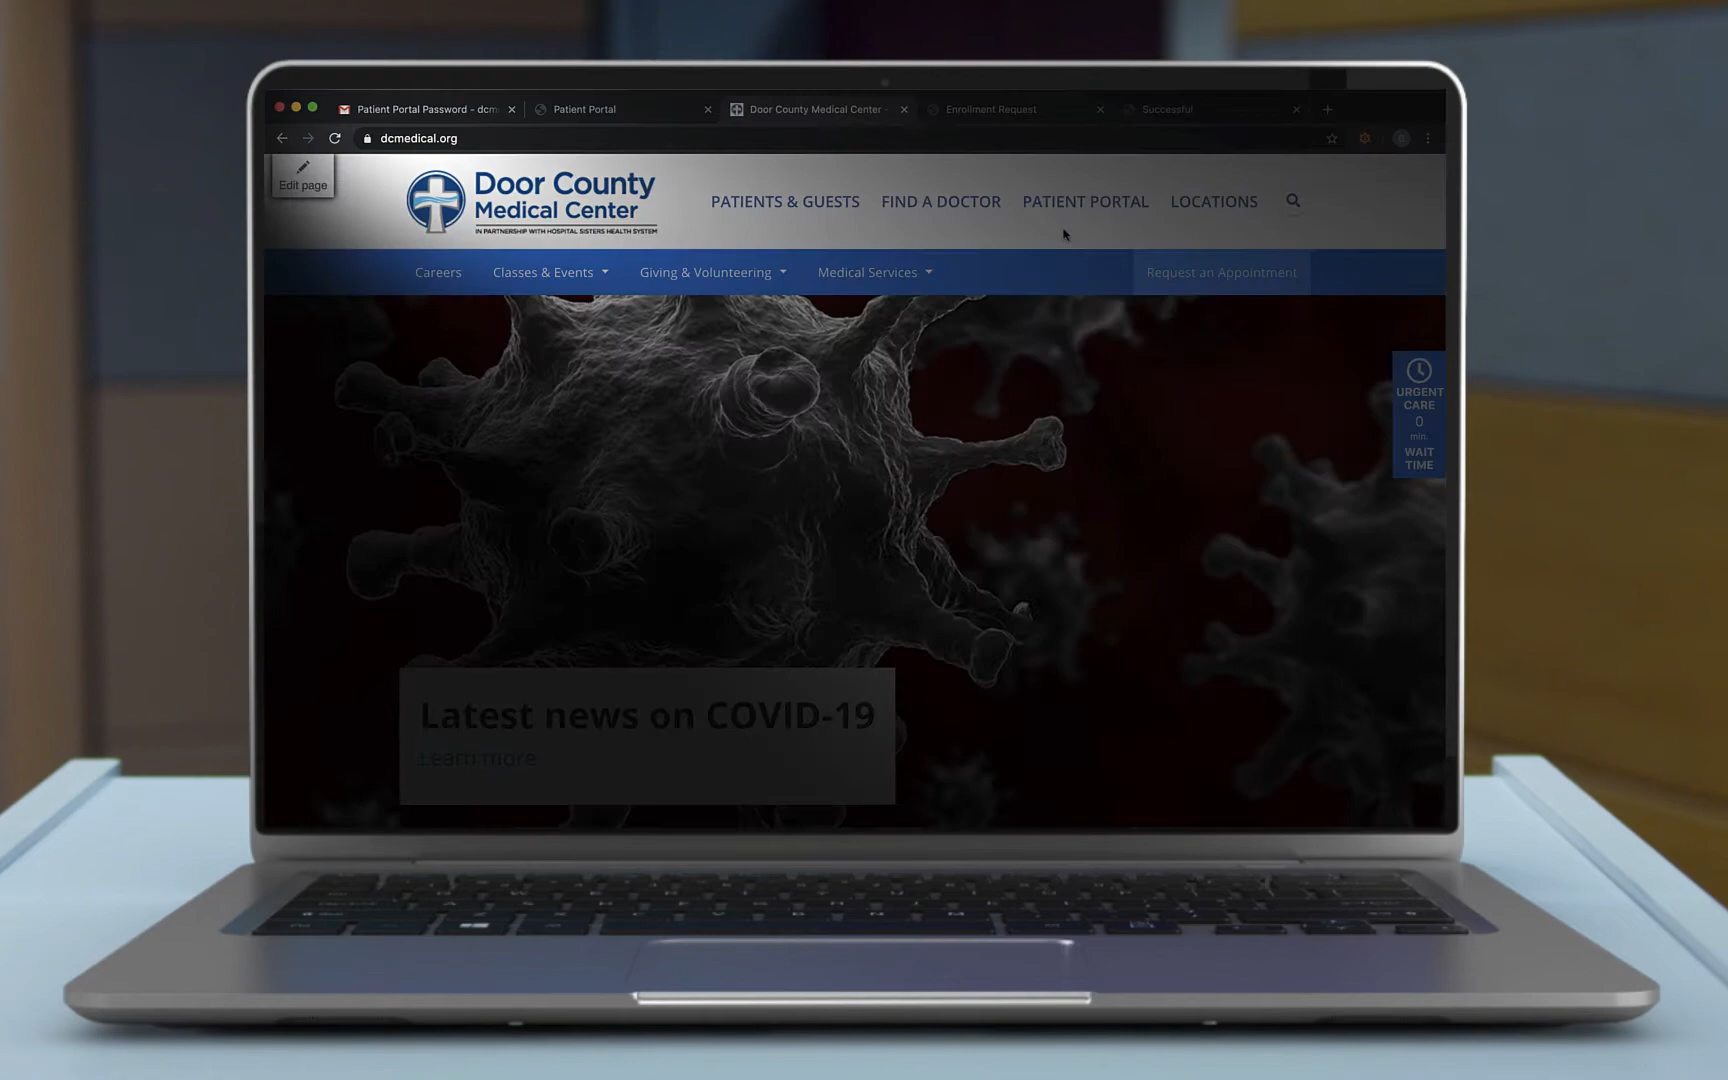 Patient Portal Password - dcm
Patient Portal
Door County Medical Center -
Enrollment Request
Successful
dcmedical.org
Edit page
Door County
Medical Center
IN PARTNERSHIP WITH HOSPITAL SISTERS HEALTH SYSTEM
PATIENTS & GUESTS
FIND A DOCTOR
PATIENT PORTAL
LOCATIONS
Careers
Classes & Events
Giving & Volunteering
Medical Services
Request an Appointment
URGENT
CARE
0
min.
WAIT
TIME
Latest news on COVID-19
Learn more